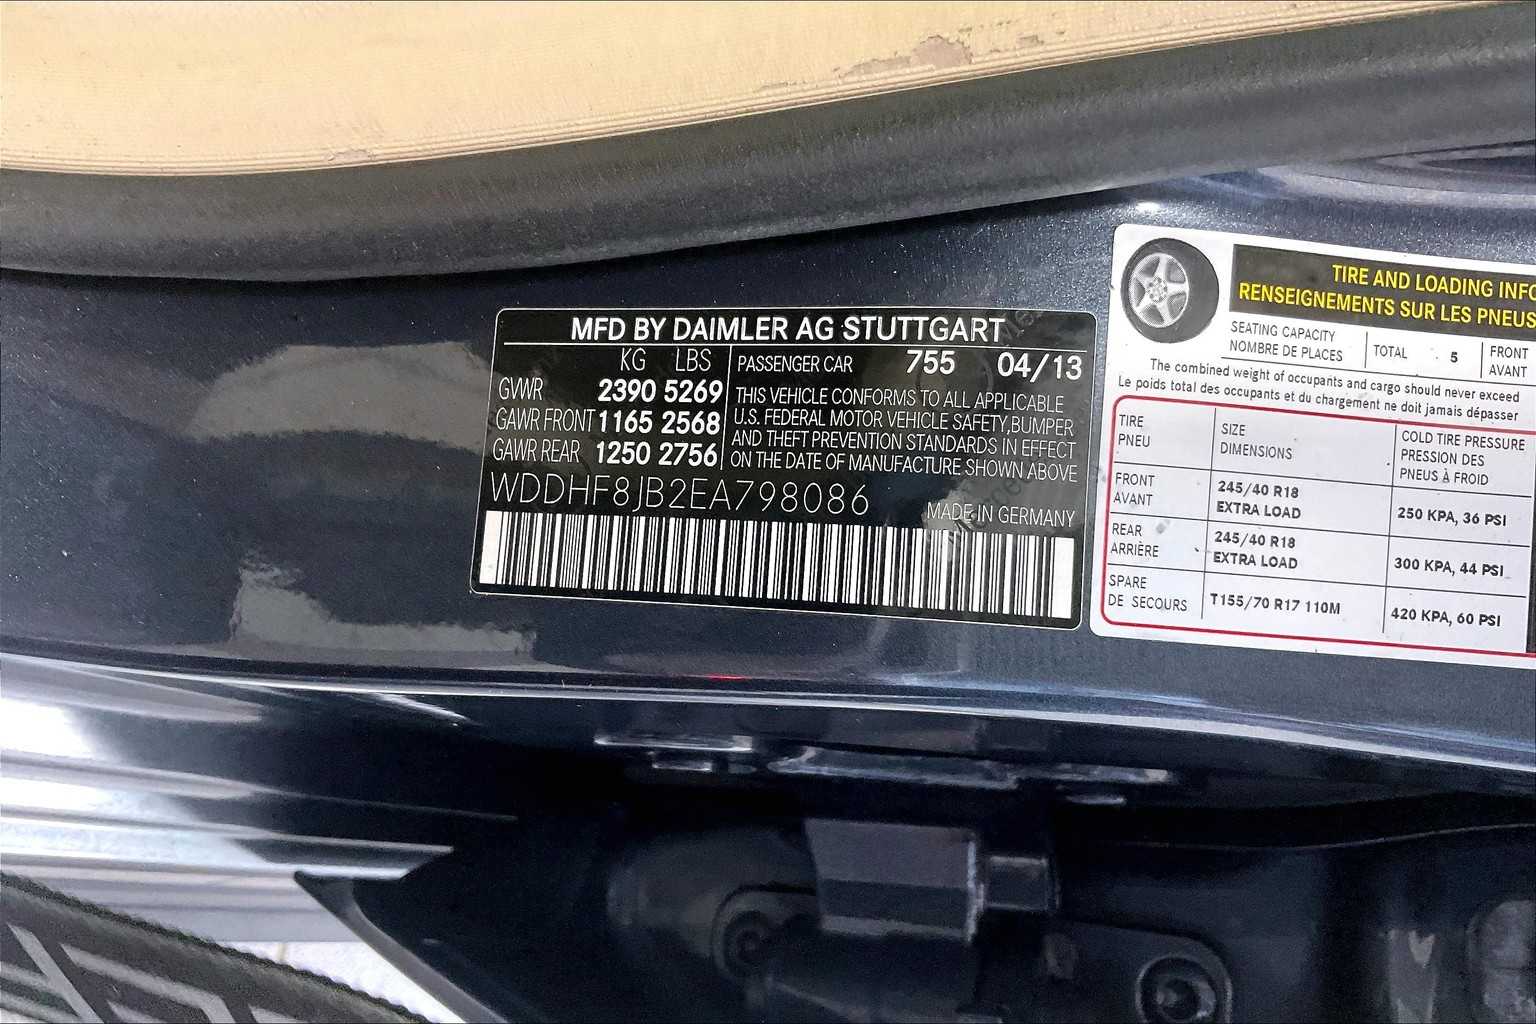 MFD BY DAIMLER AG STUTTGART
KG LBS
GVWR 2390 5269
GAWR FRONT 1165 2568
GAWR REAR 1250 2756
PASSENGER CAR 755 04/13
THIS VEHICLE CONFORMS TO ALL APPLICABLE
U.S. FEDERAL MOTOR VEHICLE SAFETY,BUMPER
AND THEFT PREVENTION STANDARDS IN EFFECT
ON THE DATE OF MANUFACTURE SHOWN ABOVE
WDDHF8JB2EA798086
MADE IN GERMANY
TIRE AND LOADING INFO
RENSEIGNEMENTS SUR LES PNEUS
SEATING CAPACITY
NOMBRE DE PLACES
TOTAL 5
FRONT
AVANT
The combined weight of occupants and cargo should never exceed
Le poids total des occupants et du chargement ne doit jamais dépasser
TIRE
PNEU
SIZE
DIMENSIONS
COLD TIRE PRESSURE
PRESSION DES
PNEUS À FROID
FRONT
AVANT
245/40 R18
EXTRA LOAD
250 KPA, 36 PSI
REAR
ARRIÈRE
245/40 R18
EXTRA LOAD
300 KPA, 44 PSI
SPARE
DE SECOURS
T155/70 R17 110M
420 KPA, 60 PSI